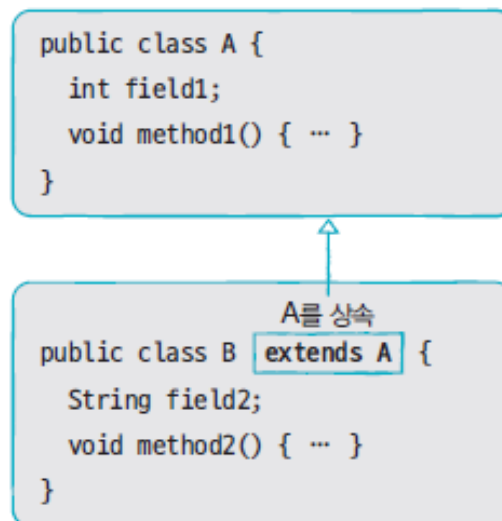 public class A {
int field1;
void method1() { … }
}
A를 상속
public class B extends A {
String field2;
void method2() { … }
}